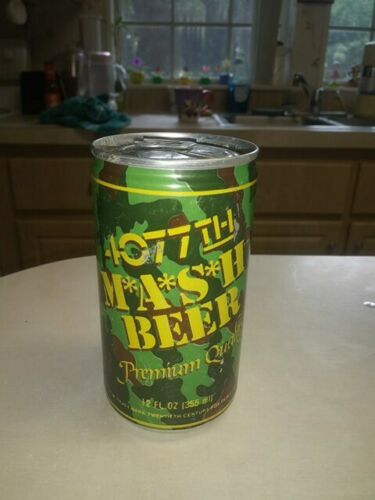 4077TH
M*A*S*H
BEER
Premium Quality
12 FL OZ (355 ml)